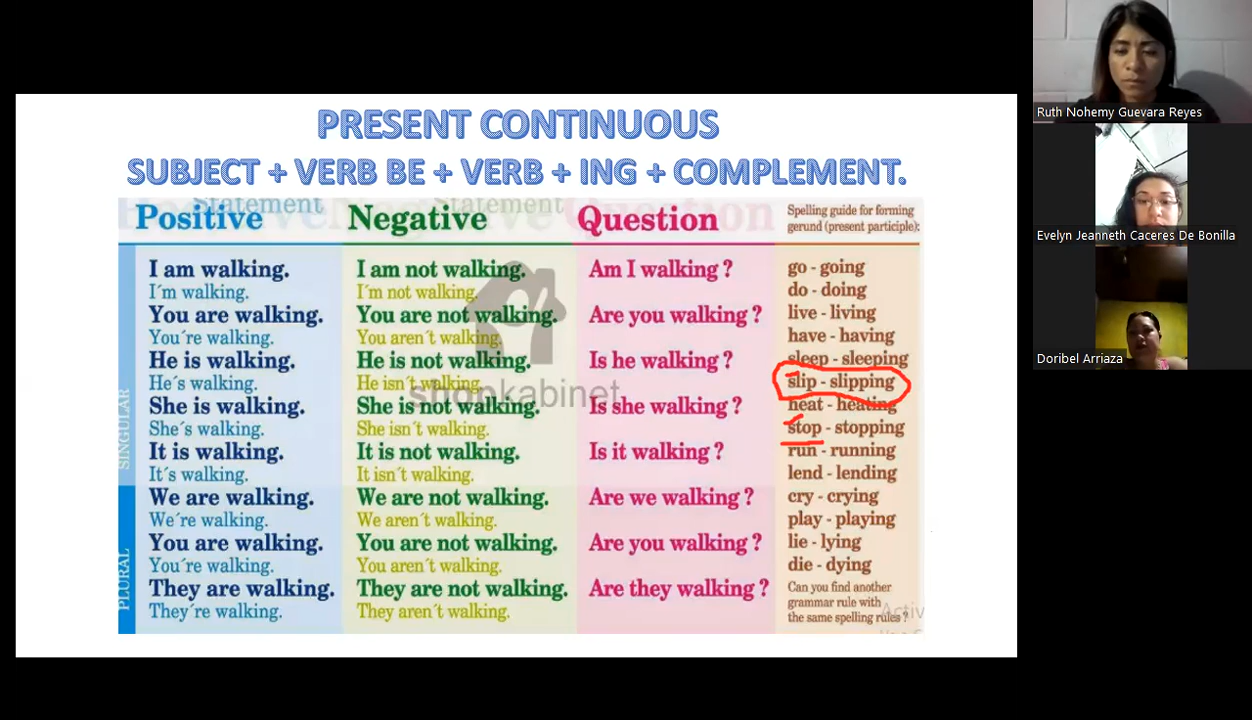 PRESENT CONTINUOUS
SUBJECT + VERB BE + VERB + ING + COMPLEMENT.
Statement
Statement
Positive
Negative
Question
Spelling guide for forming
gerund (present participle):
SINGULAR
PLURAL
I am walking.
I´m walking.
You are walking.
You´re walking.
He is walking.
He´s walking.
She is walking.
She´s walking.
It is walking.
It´s walking.
We are walking.
We´re walking.
You are walking.
You´re walking.
They are walking.
They´re walking.
I am not walking.
I´m not walking.
You are not walking.
You aren´t walking.
He is not walking.
He isn´t walking.
She is not walking.
She isn´t walking.
It is not walking.
It isn´t walking.
We are not walking.
We aren´t walking.
You are not walking.
You aren´t walking.
They are not walking.
They aren´t walking.
Am I walking ?
Are you walking ?
Is he walking ?
Is she walking ?
Is it walking ?
Are we walking ?
Are you walking ?
Are they walking ?
go - going
do - doing
live - living
have - having
sleep - sleeping
slip - slipping
heat - heating
stop - stopping
run - running
lend - lending
cry - crying
play - playing
lie - lying
die - dying
Can you find another
grammar rule with
the same spelling rules ?
shopkabinet
Activ
Ruth Nohemy Guevara Reyes
Evelyn Jeanneth Caceres De Bonilla
Doribel Arriaza